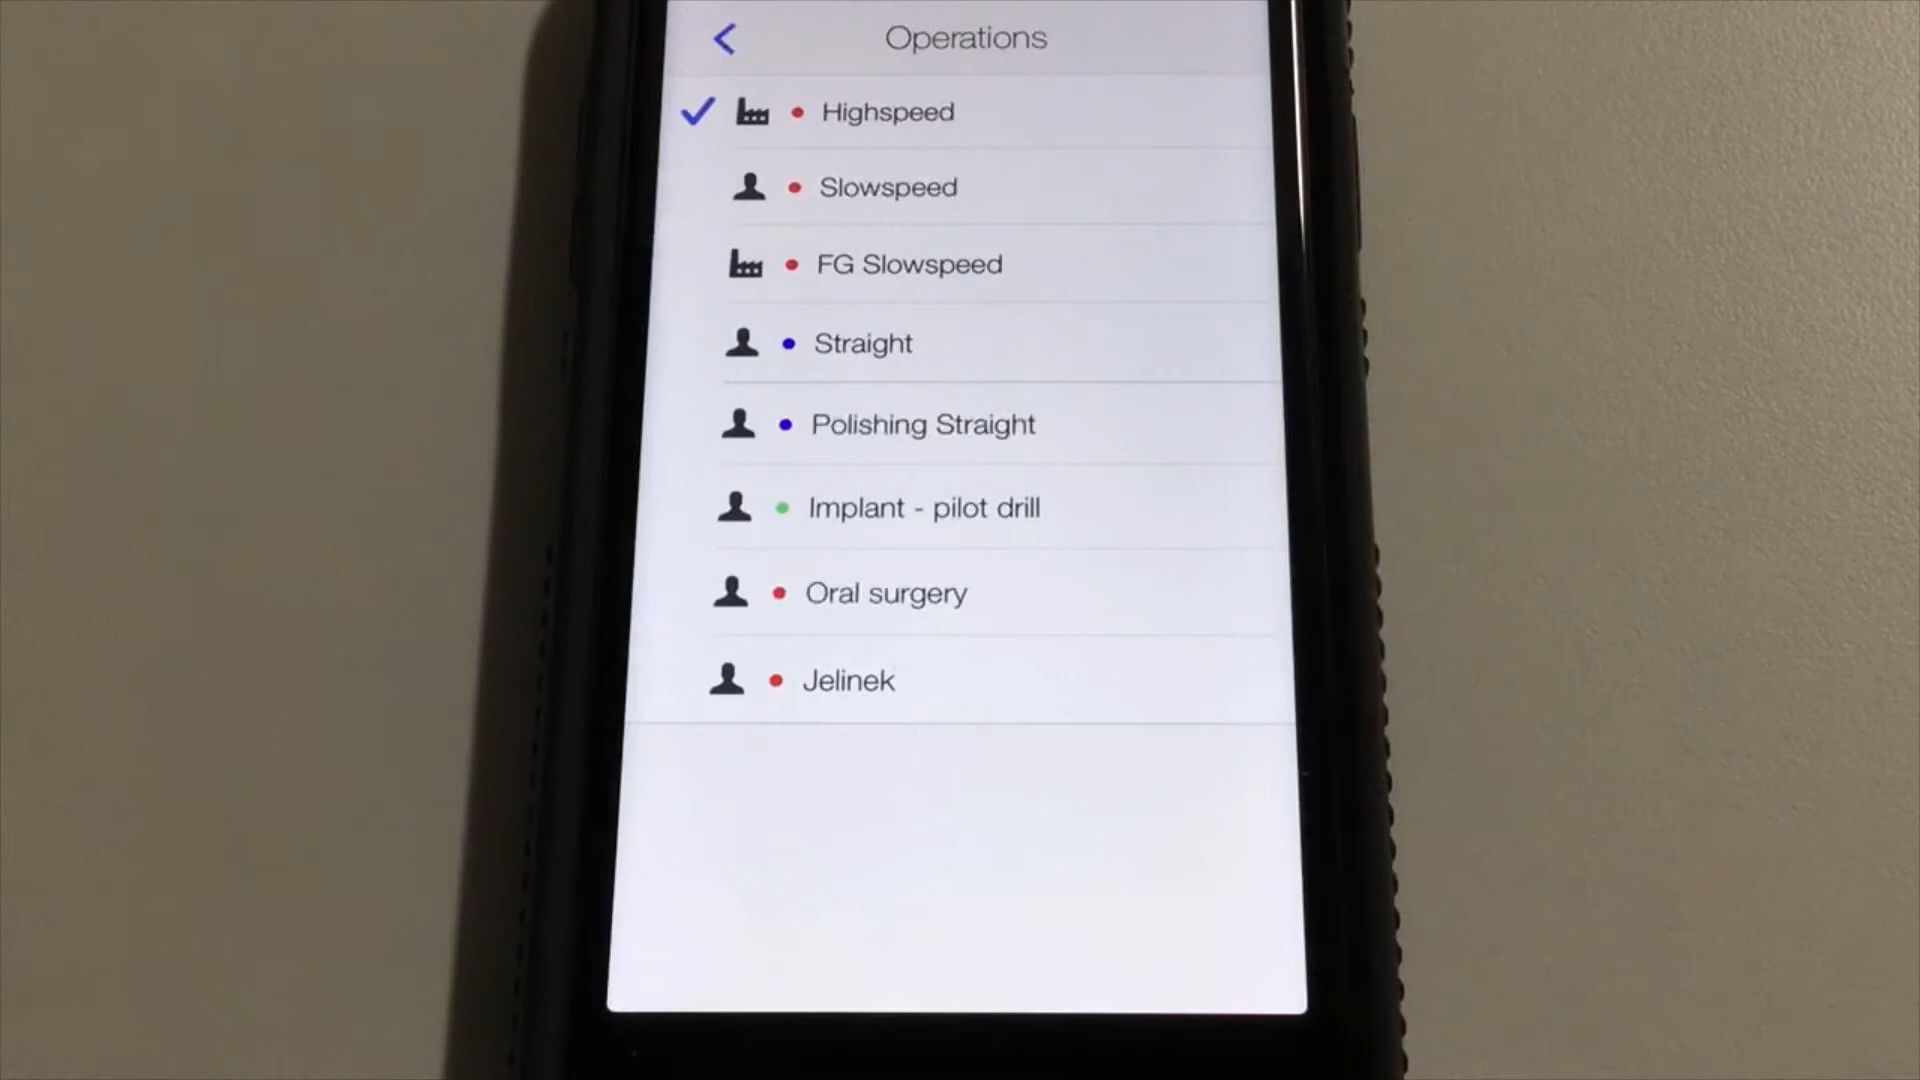 Operations
Highspeed
Slowspeed
FG Slowspeed
Straight
Polishing Straight
Implant - pilot drill
Oral surgery
Jelinek